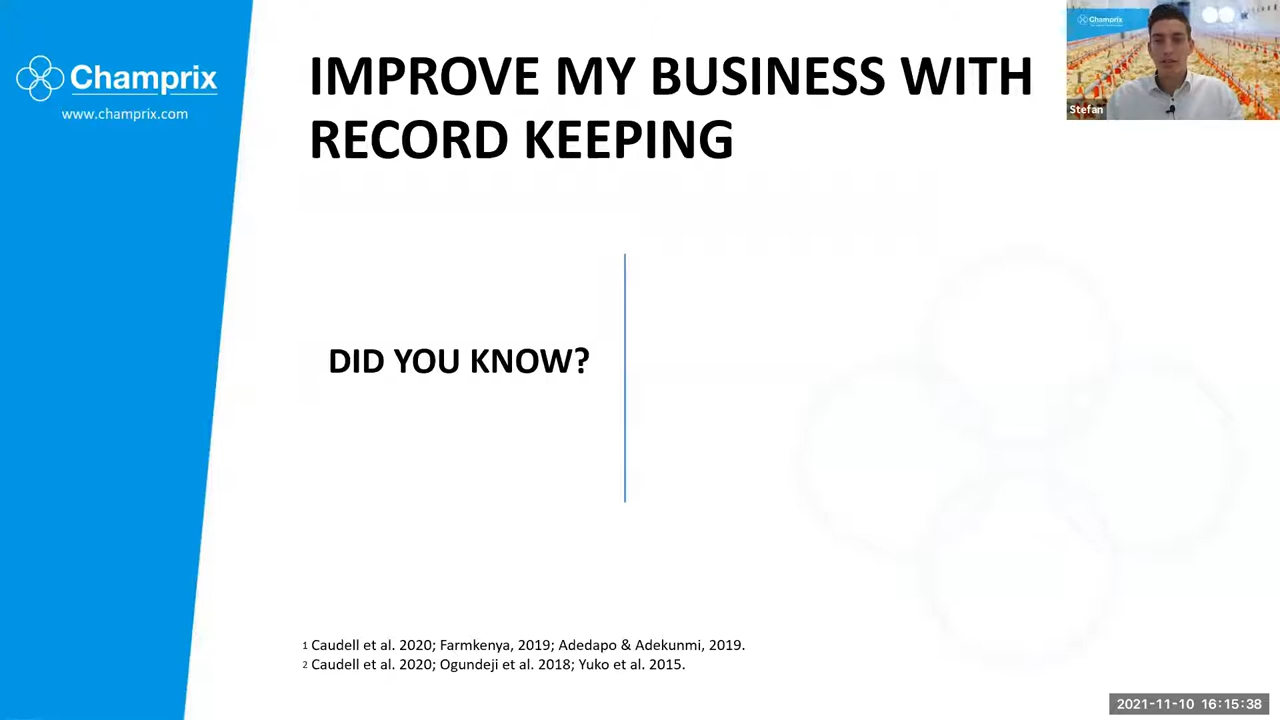 Champrix
www.champrix.com
IMPROVE MY BUSINESS WITH
RECORD KEEPING
Champrix
Stefan
DID YOU KNOW?
1 Caudell et al. 2020; Farmkenya, 2019; Adedapo & Adekunmi, 2019.
2 Caudell et al. 2020; Ogundeji et al. 2018; Yuko et al. 2015.
2021-11-10 16:15:38